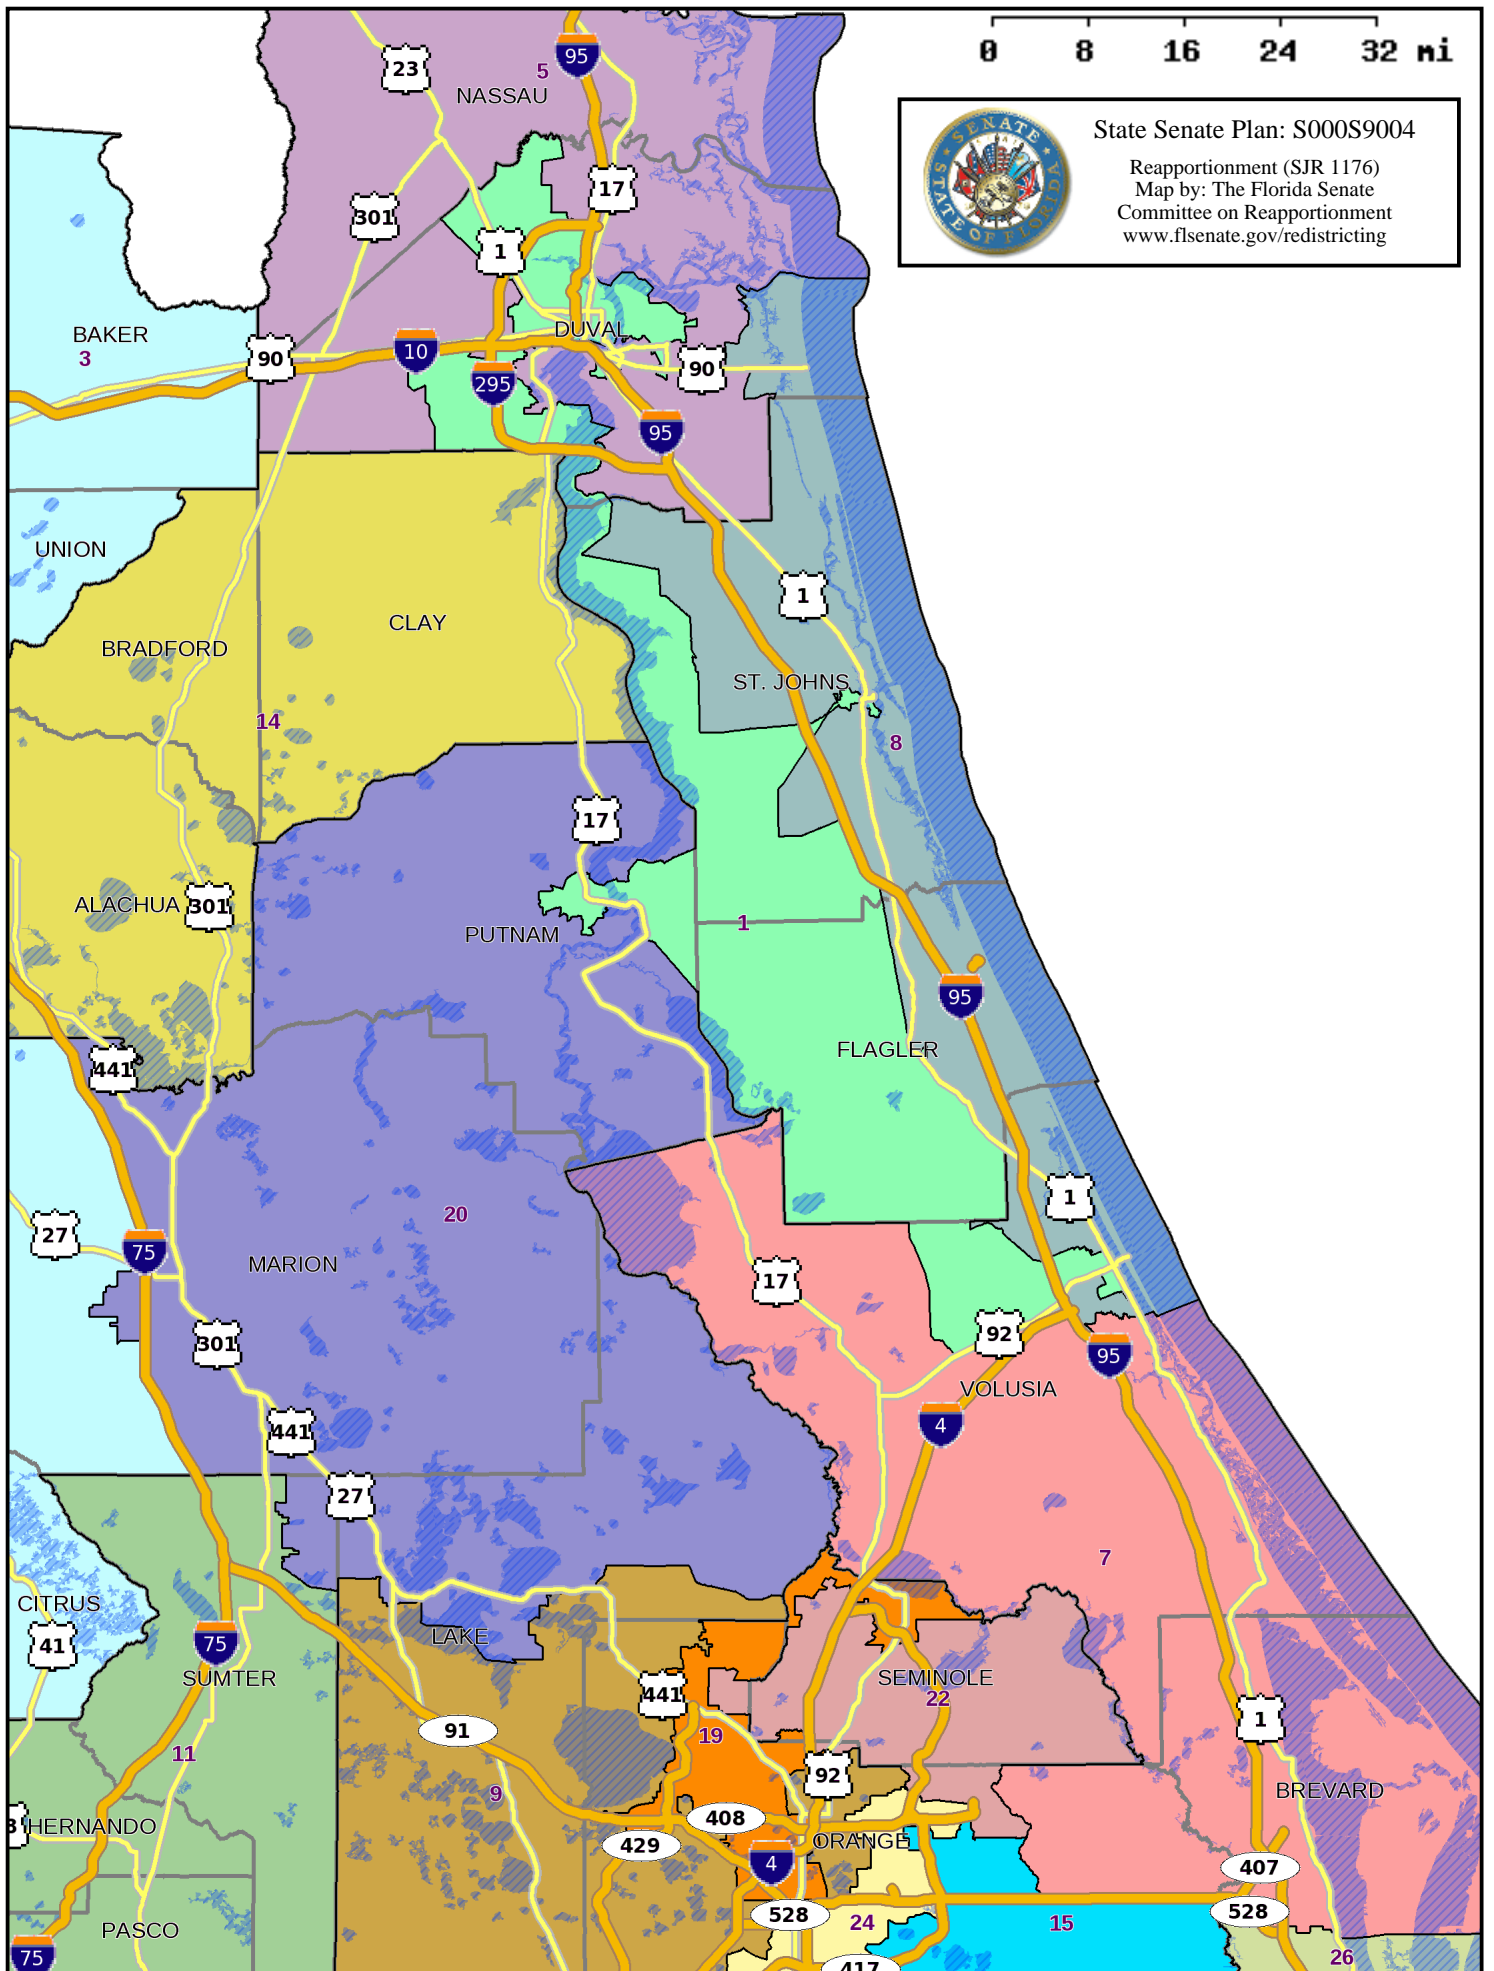 0 8 16 24 32 mi
State Senate Plan: S000S9004
Reapportionment (SJR 1176)
Map by: The Florida Senate
Committee on Reapportionment
www.flsenate.gov/redistricting
SENATE
STATE OF FLORIDA
23
95
5
NASSAU
17
301
1
BAKER
3
90
10
DUVAL
295
90
95
UNION
1
CLAY
BRADFORD
ST. JOHNS
14
8
17
ALACHUA
301
1
PUTNAM
95
FLAGLER
441
1
20
27
75
MARION
17
301
92
95
VOLUSIA
441
4
27
7
CITRUS
41
LAKE
75
SUMTER
SEMINOLE
22
441
1
91
19
11
92
9
BREVARD
HERNANDO
408
429
ORANGE
4
407
528
528
24
15
PASCO
75
26
417